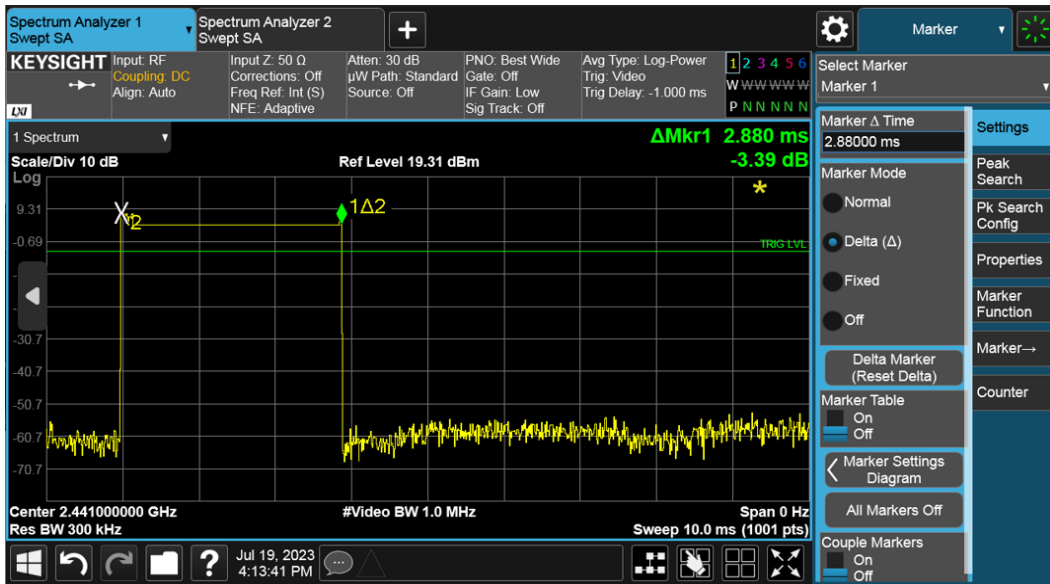 Spectrum Analyzer 1
Swept SA
Spectrum Analyzer 2
Swept SA
Marker
KEYSIGHT
LXI
Input: RF
Coupling: DC
Align: Auto
Input Z: 50 Ω
Corrections: Off
Freq Ref: Int (S)
NFE: Adaptive
Atten: 30 dB
µW Path: Standard
Source: Off
PNO: Best Wide
Gate: Off
IF Gain: Low
Sig Track: Off
Avg Type: Log-Power
Trig: Video
Trig Delay: -1.000 ms
1 2 3 4 5 6
W W W W W W
P N N N N N
Select Marker
Marker 1
1 Spectrum
ΔMkr1 2.880 ms
-3.39 dB
Scale/Div 10 dB
Ref Level 19.31 dBm
Log
9.31
-0.69
-30.7
-40.7
-50.7
-60.7
-70.7
1Δ2
TRIG LVL
Center 2.441000000 GHz
#Video BW 1.0 MHz
Span 0 Hz
Res BW 300 kHz
Sweep 10.0 ms (1001 pts)
Marker Δ Time
2.88000 ms
Marker Mode
Normal
Delta (Δ)
Fixed
Off
Delta Marker
(Reset Delta)
Marker Table
On
Off
Marker Settings
Diagram
All Markers Off
Couple Markers
On
Off
Settings
Peak
Search
Pk Search
Config
Properties
Marker
Function
Marker→
Counter
?
Jul 19, 2023
4:13:41 PM